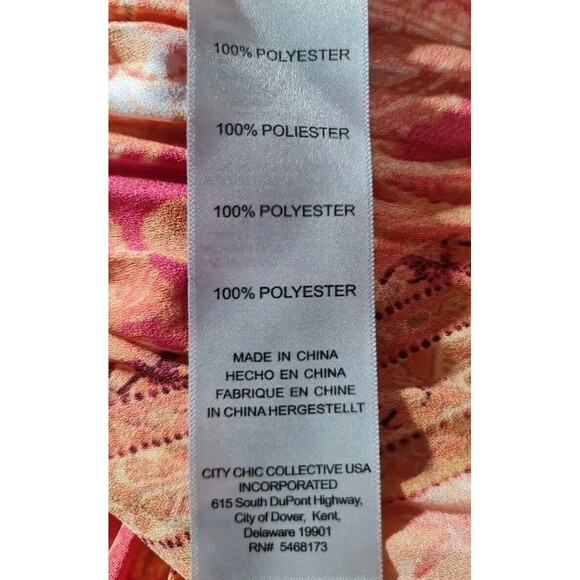 100% POLYESTER
100% POLIESTER
100% POLYESTER
100% POLYESTER
MADE IN CHINA
HECHO EN CHINA
FABRIQUE EN CHINE
IN CHINA HERGESTELLT
CITY CHIC COLLECTIVE USA
INCORPORATED
615 South DuPont Highway,
City of Dover, Kent,
Delaware 19901
RN# 5468173